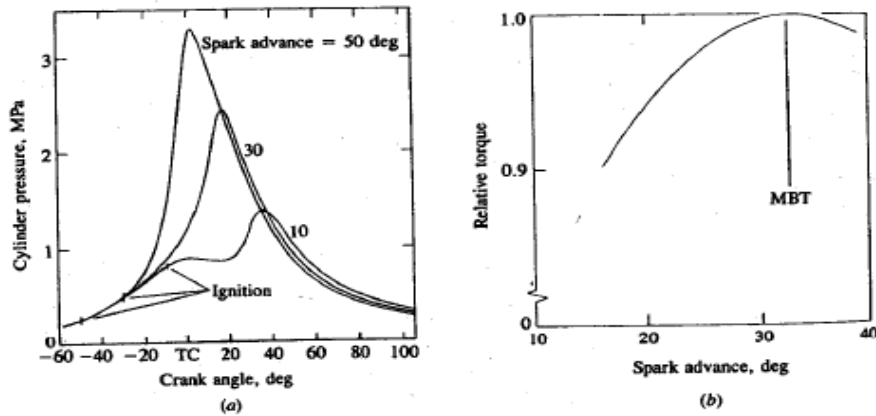 Spark advance = 50 deg
30
10
Ignition
3
2
1
0
Cylinder pressure, MPa
-60 -40 -20 TC 20 40 60 80 100
Crank angle, deg
(a)
1.0
0.9
0
Relative torque
MBT
10 20 30 40
Spark advance, deg
(b)